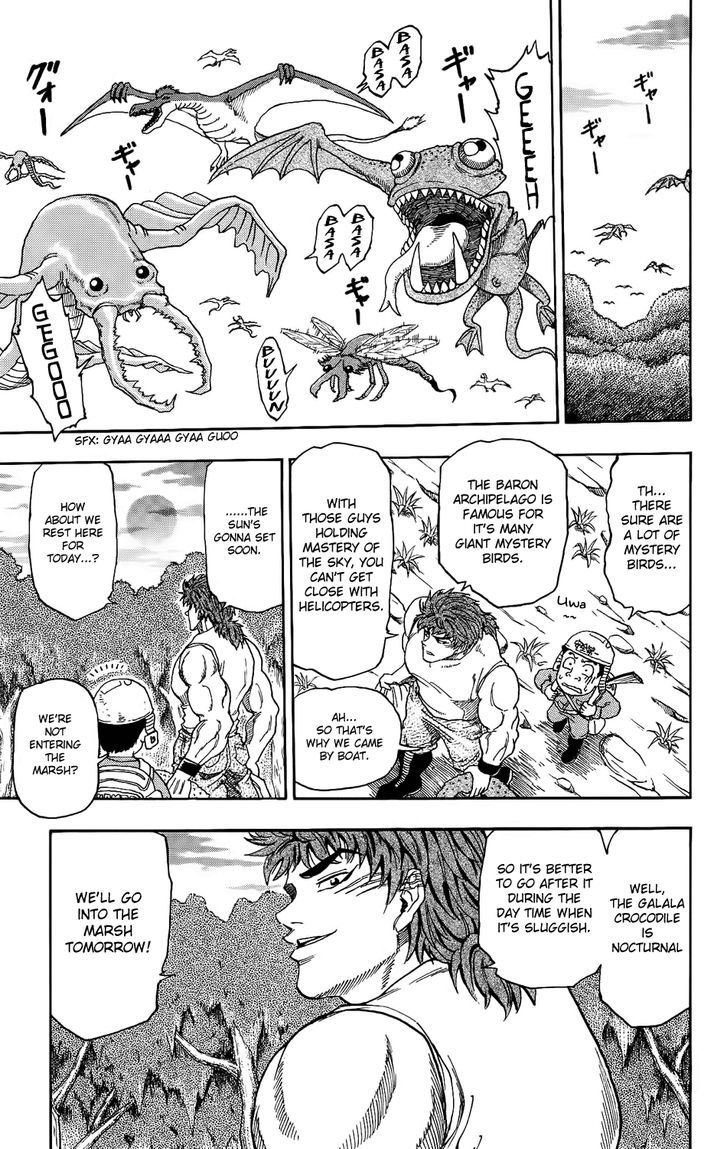 ギャー
ギャー
GEEEEH
ギャー
BASA
BASA
グォー
ギャー
BASA
BASA
ギャー
BUUUUN
GEGOOO
SFX: GYAA GYAAA GYAA GUOO
TH...
THERE
SURE ARE
A LOT OF
MYSTERY
BIRDS...
THE BARON
ARCHIPELAGO IS
FAMOUS FOR
IT'S MANY
GIANT MYSTERY
BIRDS.
WITH
THOSE GUYS
HOLDING
MASTERY OF
THE SKY, YOU
CAN'T GET
CLOSE WITH
HELICOPTERS.
Uwa
AH...
SO THAT'S
WHY WE CAME
BY BOAT.
......THE
SUN'S
GONNA SET
SOON.
HOW
ABOUT WE
REST HERE
FOR
TODAY...?
WE'RE
NOT
ENTERING
THE
MARSH?
WELL,
THE GALALA
CROCODILE
IS
NOCTURNAL
SO IT'S BETTER
TO GO AFTER IT
DURING THE
DAY TIME WHEN
IT'S SLUGGISH.
WE'LL GO
INTO THE
MARSH
TOMORROW!